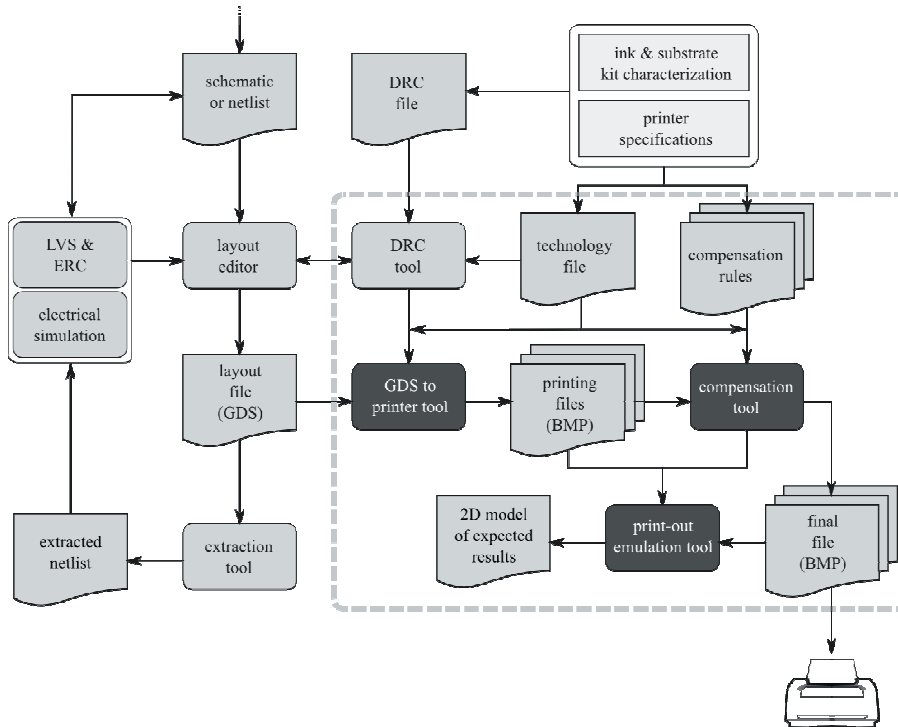 schematic
or netlist
DRC
file
ink & substrate
kit characterization
printer
specifications
LVS &
ERC
electrical
simulation
layout
editor
DRC
tool
technology
file
compensation
rules
layout
file
(GDS)
GDS to
printer tool
printing
files
(BMP)
compensation
tool
extracted
netlist
extraction
tool
2D model
of expected
results
print-out
emulation tool
final
file
(BMP)